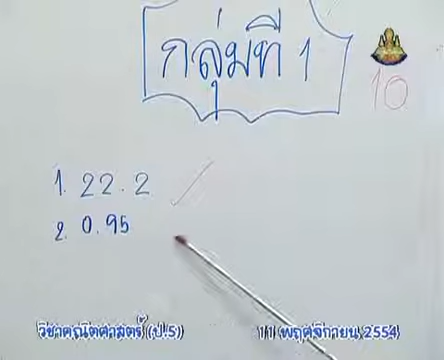 กลุ่มที่ 1
10
1. 22.2
2. 0.95
วิชาคณิตศาสตร์ (ป.5)
11 พฤศจิกายน 2554